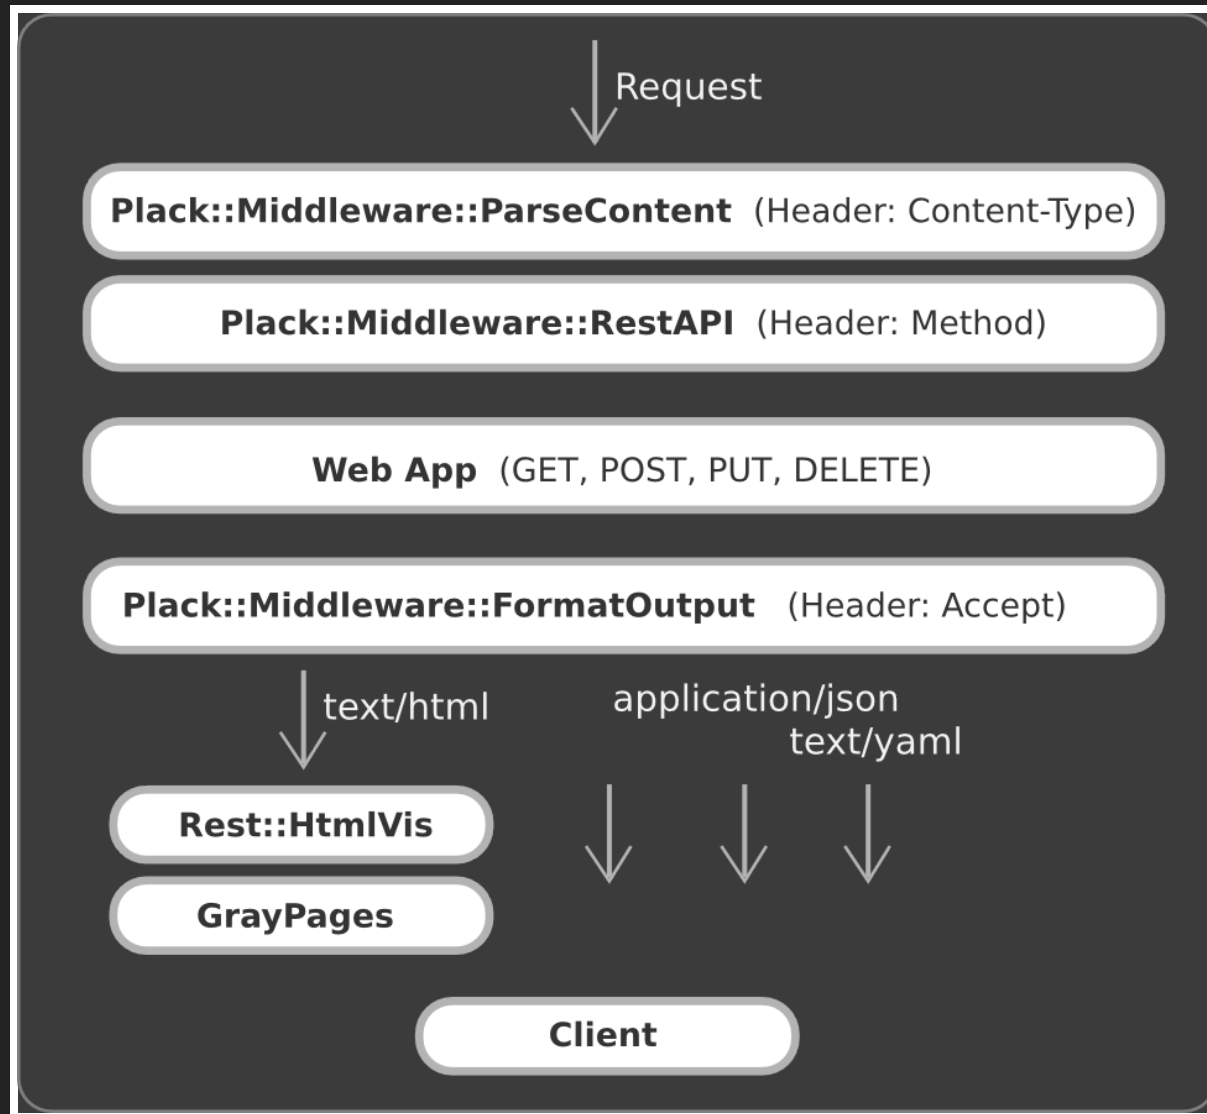 Request
Plack::Middleware::ParseContent (Header: Content-Type)
Plack::Middleware::RestAPI (Header: Method)
Web App (GET, POST, PUT, DELETE)
Plack::Middleware::FormatOutput (Header: Accept)
text/html
application/json
text/yaml
Rest::HtmlVis
GrayPages
Client